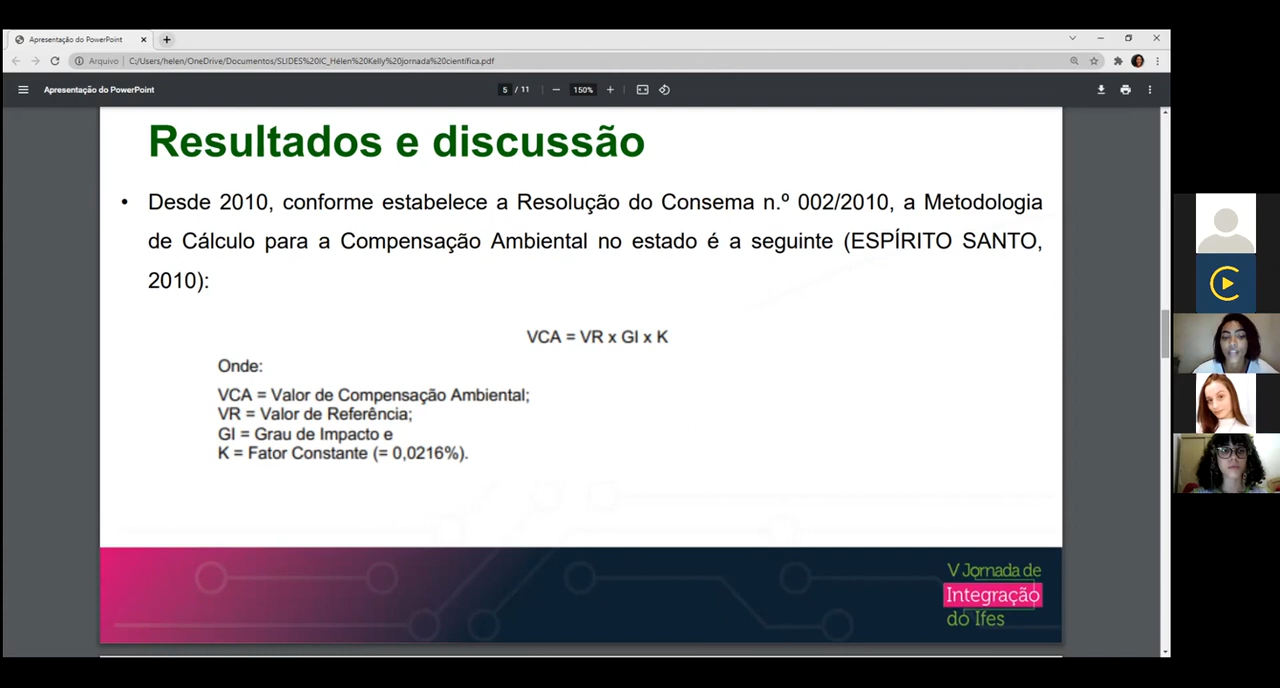 Apresentação do PowerPoint
Arquivo
C:/Users/helen/OneDrive/Documentos/SLIDES%20IC_Hélen%20Kelly%20jornada%20científica.pdf
Apresentação do PowerPoint
5 / 11
150%
Resultados e discussão
• Desde 2010, conforme estabelece a Resolução do Consema n.º 002/2010, a Metodologia
de Cálculo para a Compensação Ambiental no estado é a seguinte (ESPÍRITO SANTO,
2010):
VCA = VR x GI x K
Onde:
VCA = Valor de Compensação Ambiental;
VR = Valor de Referência;
GI = Grau de Impacto e
K = Fator Constante (= 0,0216%).
V Jornada de
Integração
do Ifes